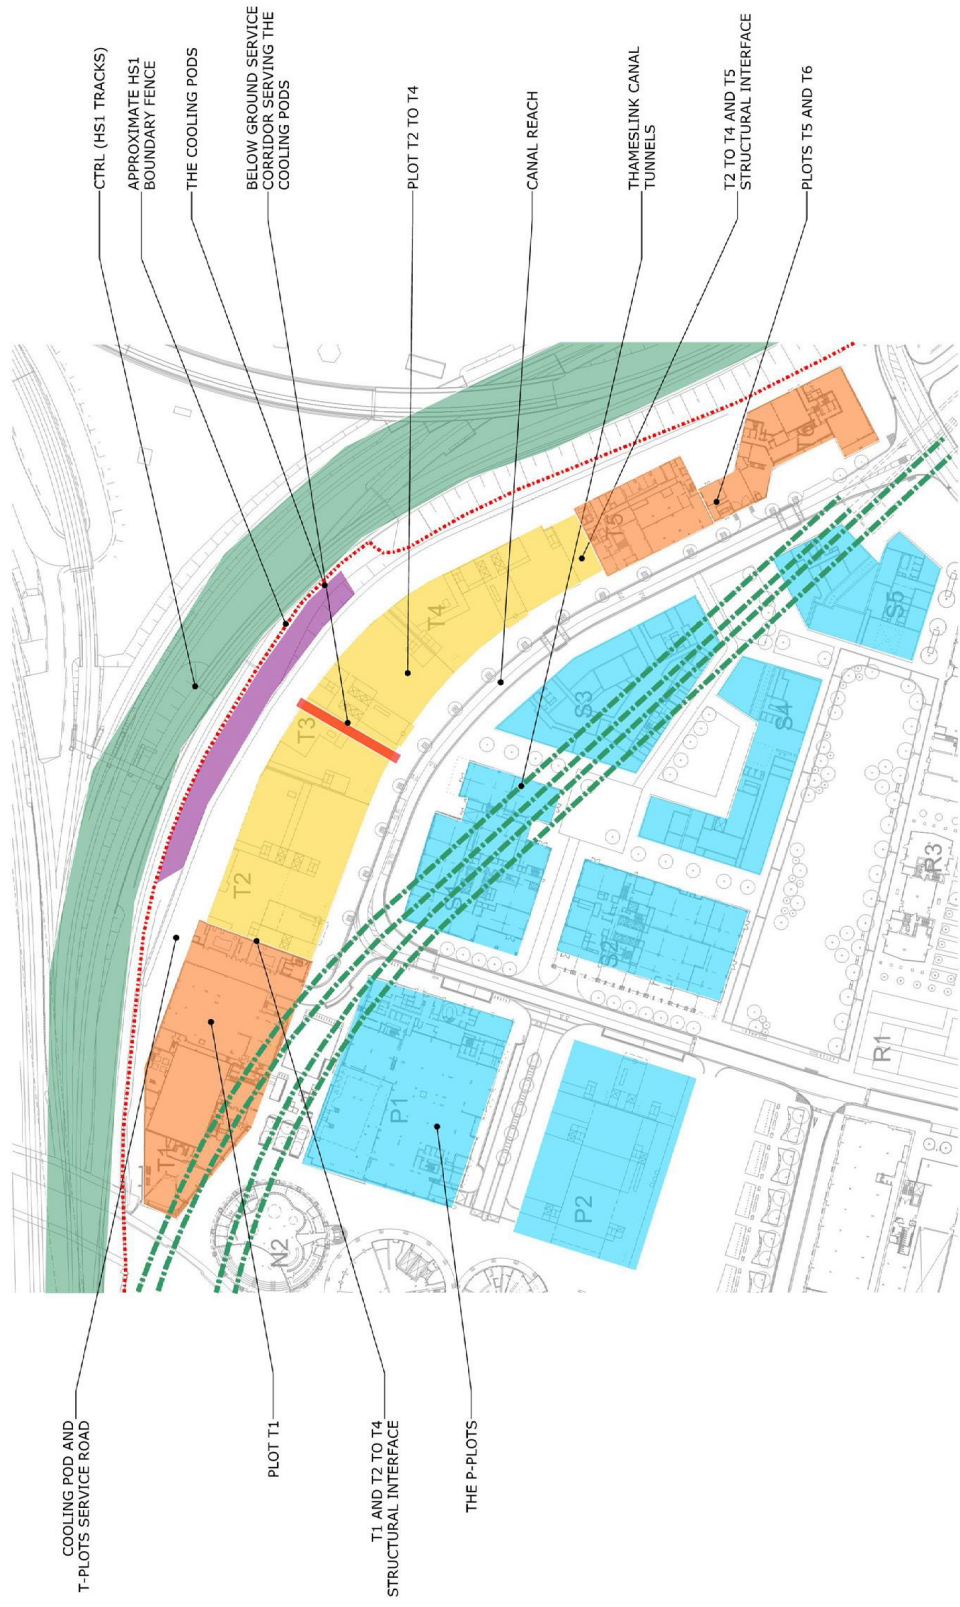 CTRL (HS1 TRACKS)
APPROXIMATE HS1
BOUNDARY FENCE
THE COOLING PODS
BELOW GROUND SERVICE
CORRIDOR SERVING THE
COOLING PODS
PLOT T2 TO T4
CANAL REACH
THAMESLINK CANAL
TUNNELS
T2 TO T4 AND T5
STRUCTURAL INTERFACE
PLOTS T5 AND T6
T1
T2
T3
T4
T5
T6
N2
P1
P2
S1
S2
S3
S4
S5
R1
R3
COOLING POD AND
T-PLOTS SERVICE ROAD
PLOT T1
T1 AND T2 TO T4
STRUCTURAL INTERFACE
THE P-PLOTS